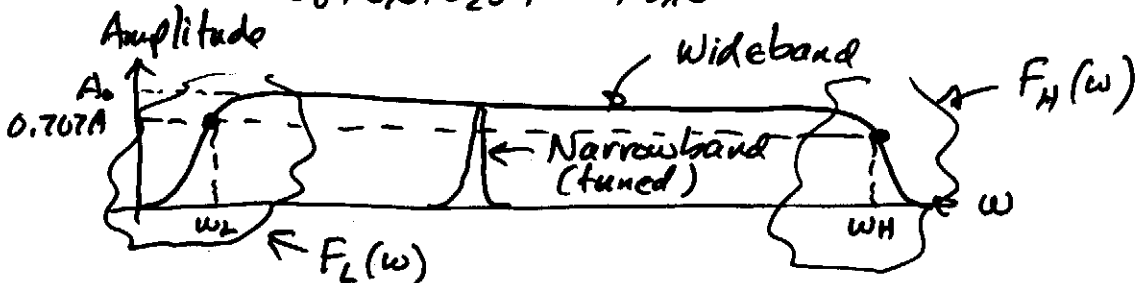 Amplitude
Wideband
A₀
F_H(ω)
0.707A
Narrowband
(tuned)
ω
ω_L
ω_H
F_L(ω)